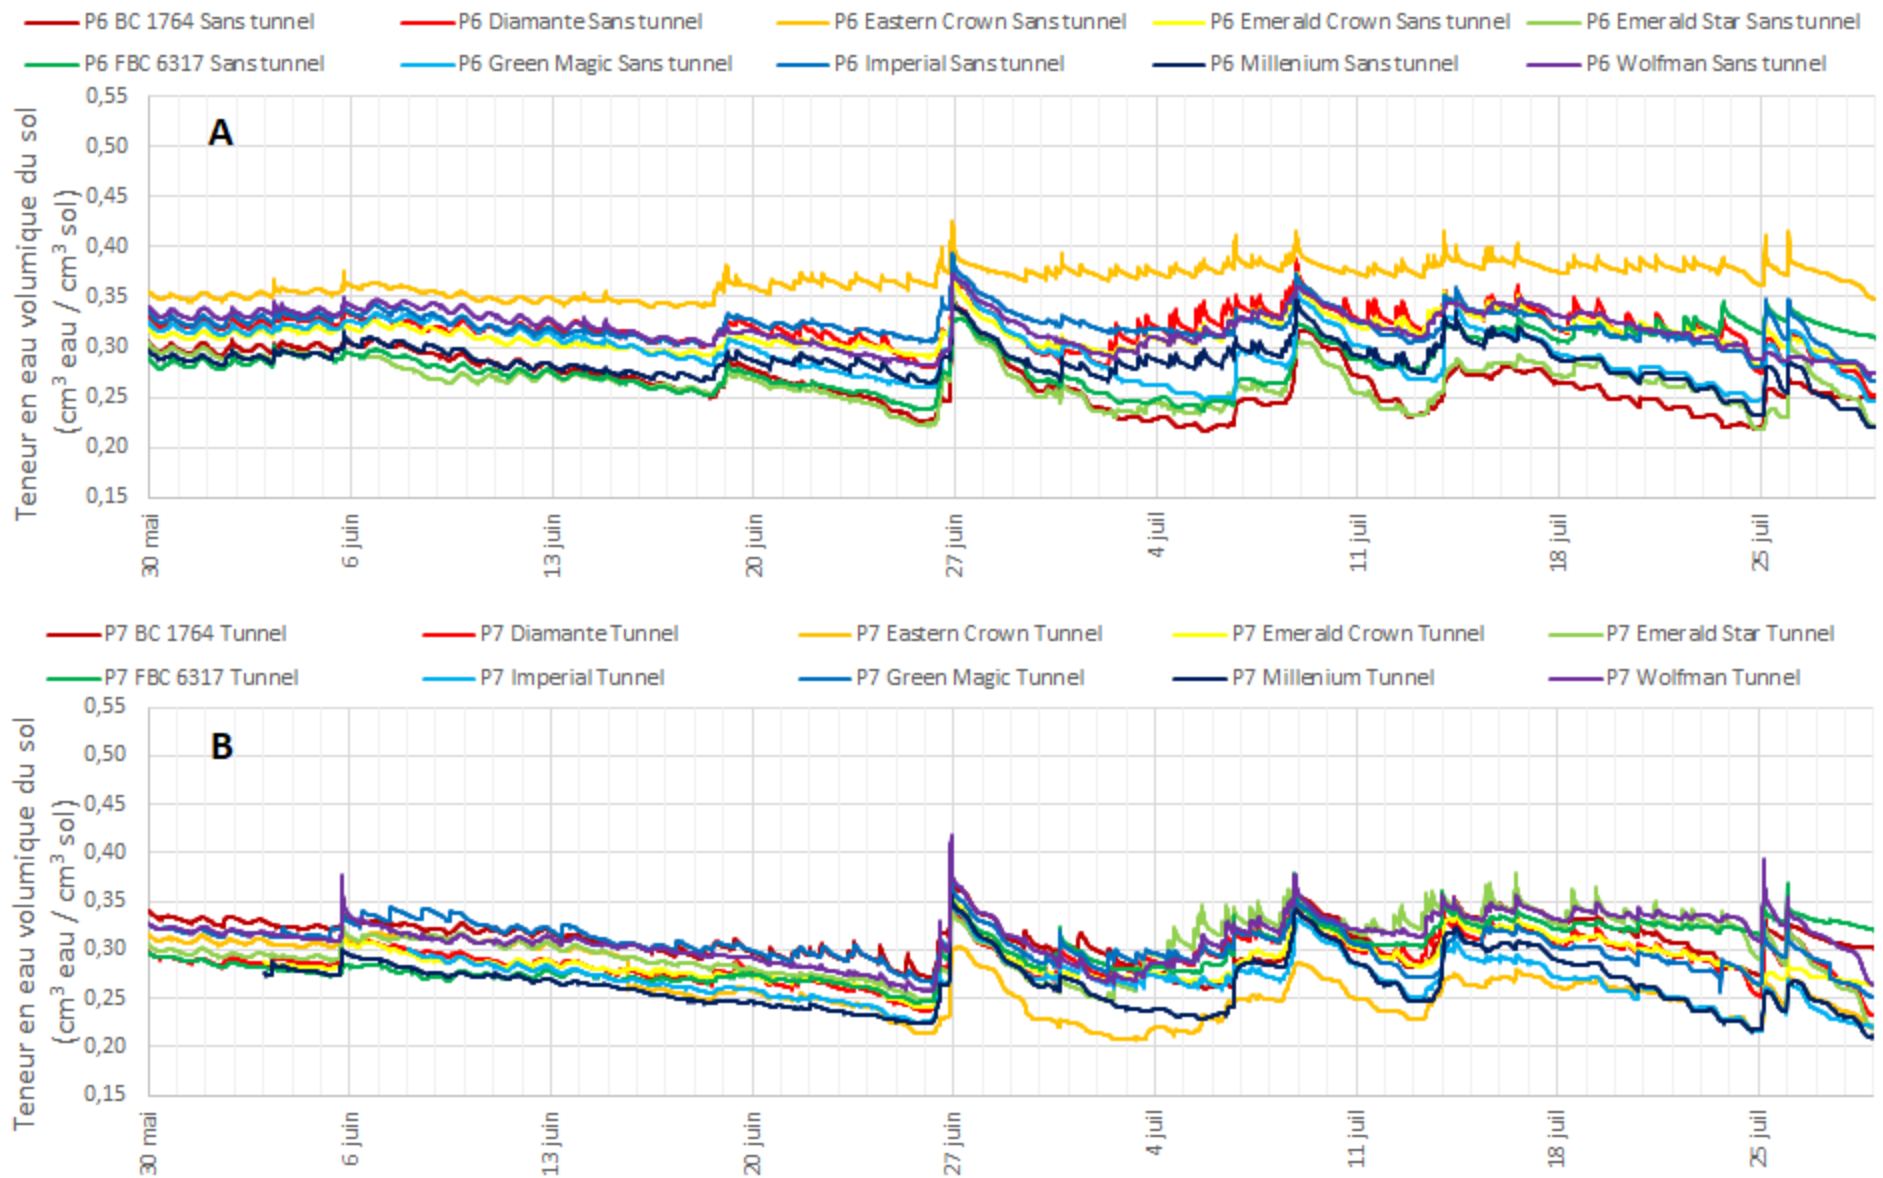 P6 BC 1764 Sans tunnel P6 Diamante Sans tunnel P6 Eastern Crown Sans tunnel P6 Emerald Crown Sans tunnel P6 Emerald Star Sans tunnel
P6 FBC 6317 Sans tunnel P6 Green Magic Sans tunnel P6 Imperial Sans tunnel P6 Millenium Sans tunnel P6 Wolfman Sans tunnel
Teneur en eau volumique du sol
(cm³ eau / cm³ sol)
A
0,55
0,50
0,45
0,40
0,35
0,30
0,25
0,20
0,15
30 mai 6 juin 13 juin 20 juin 27 juin 4 juil 11 juil 18 juil 25 juil
P7 BC 1764 Tunnel P7 Diamante Tunnel P7 Eastern Crown Tunnel P7 Emerald Crown Tunnel P7 Emerald Star Tunnel
P7 FBC 6317 Tunnel P7 Imperial Tunnel P7 Green Magic Tunnel P7 Millenium Tunnel P7 Wolfman Tunnel
Teneur en eau volumique du sol
(cm³ eau / cm³ sol)
B
0,55
0,50
0,45
0,40
0,35
0,30
0,25
0,20
0,15
30 mai 6 juin 13 juin 20 juin 27 juin 4 juil 11 juil 18 juil 25 juil